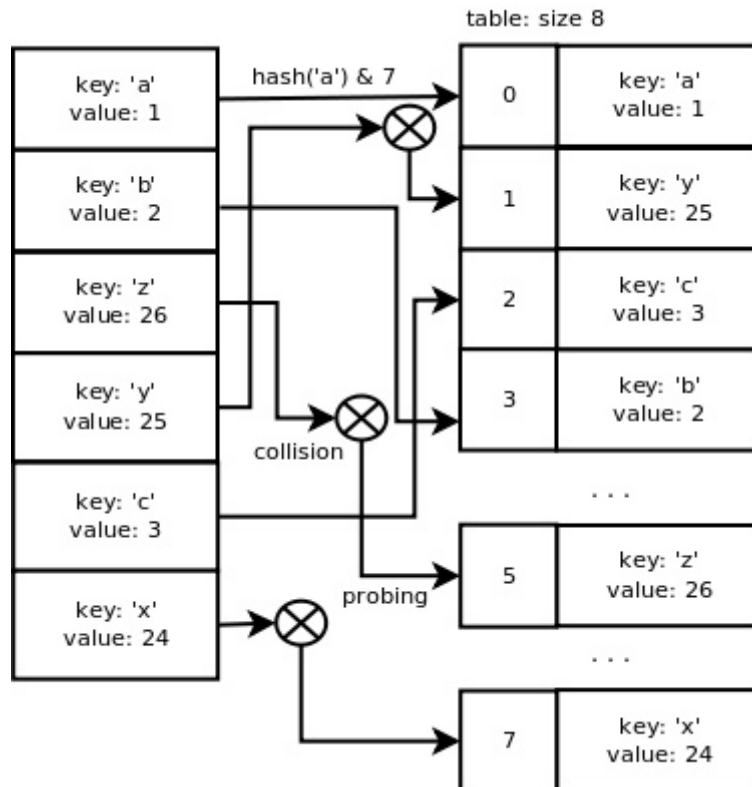 table: size 8
key: 'a'
value: 1
key: 'b'
value: 2
key: 'z'
value: 26
key: 'y'
value: 25
key: 'c'
value: 3
key: 'x'
value: 24
hash('a') & 7
collision
probing
0
key: 'a'
value: 1
1
key: 'y'
value: 25
2
key: 'c'
value: 3
3
key: 'b'
value: 2
. . .
5
key: 'z'
value: 26
. . .
7
key: 'x'
value: 24